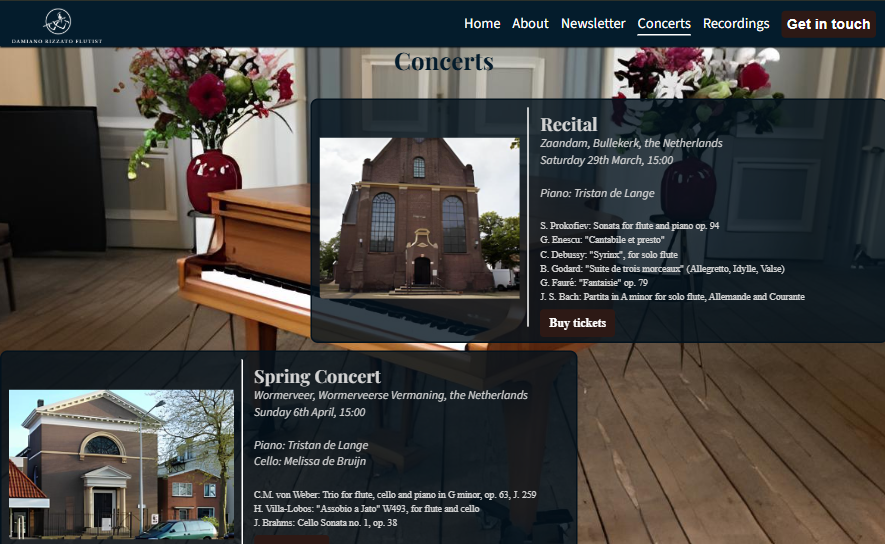 DAMIANO RIZZATO FLUTIST
Home About Newsletter Concerts Recordings Get in touch
Concerts
Recital
Zaandam, Bullekerk, the Netherlands
Saturday 29th March, 15:00
Piano: Tristan de Lange
S. Prokofiev: Sonata for flute and piano op. 94
G. Enescu: "Cantabile et presto"
C. Debussy: "Syrinx", for solo flute
B. Godard: "Suite de trois morceaux" (Allegretto, Idylle, Valse)
G. Fauré: "Fantaisie" op. 79
J. S. Bach: Partita in A minor for solo flute, Allemande and Courante
Buy tickets
Spring Concert
Wormerveer, Wormerveerse Vermaning, the Netherlands
Sunday 6th April, 15:00
Piano: Tristan de Lange
Cello: Melissa de Bruijn
C.M. von Weber: Trio for flute, cello and piano in G minor, op. 63, J. 259
H. Villa-Lobos: "Assobio a Jato" W493, for flute and cello
J. Brahms: Cello Sonata no. 1, op. 38